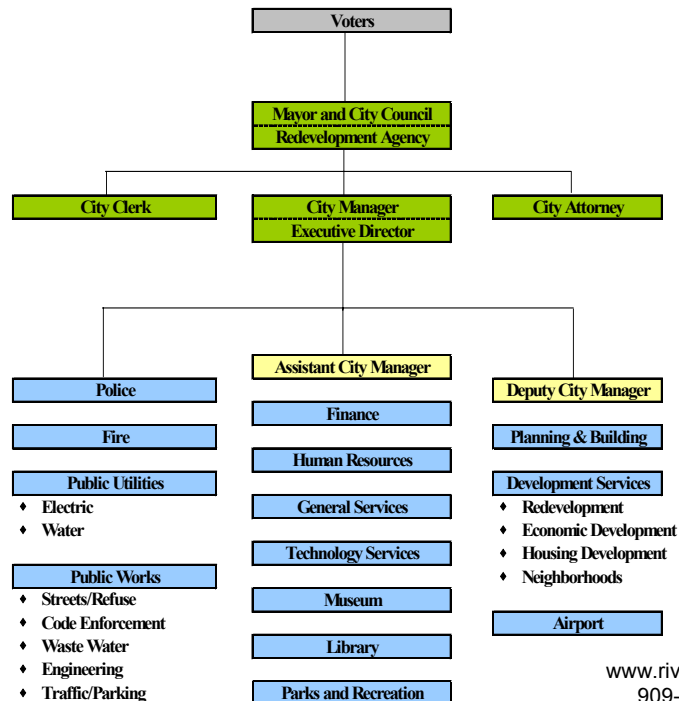 Voters
Mayor and City Council
Redevelopment Agency
City Clerk
City Manager
Executive Director
City Attorney
Police
Fire
Public Utilities
♦ Electric
♦ Water
Public Works
♦ Streets/Refuse
♦ Code Enforcement
♦ Waste Water
♦ Engineering
♦ Traffic/Parking
Assistant City Manager
Finance
Human Resources
General Services
Technology Services
Museum
Library
Parks and Recreation
Deputy City Manager
Planning & Building
Development Services
♦ Redevelopment
♦ Economic Development
♦ Housing Development
♦ Neighborhoods
Airport
www.riv
909-